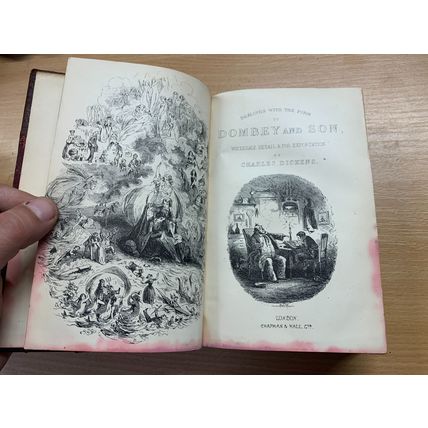 DEALINGS WITH THE FIRM
OF
DOMBEY AND SON,
WHOLESALE, RETAIL & FOR EXPORTATION
BY
CHARLES DICKENS.
LONDON.
CHAPMAN & HALL, LTD.